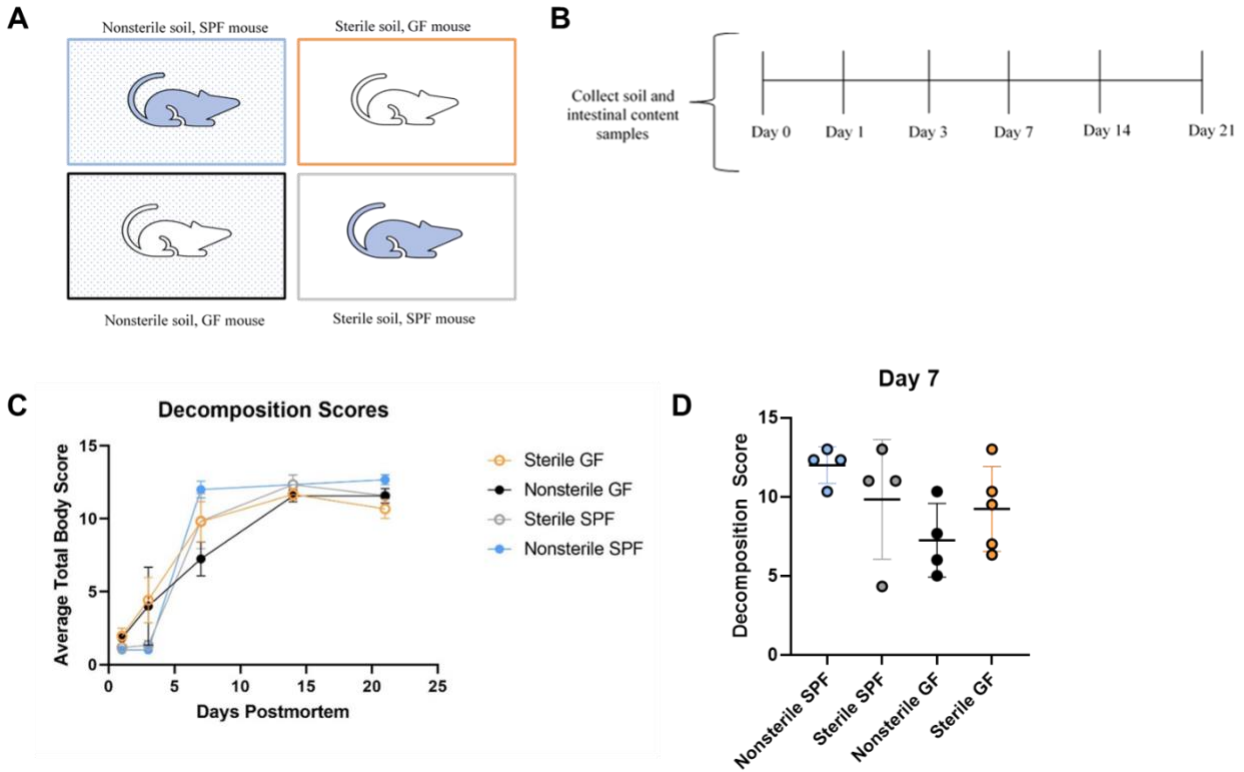 A
Nonsterile soil, SPF mouse
Sterile soil, GF mouse
Nonsterile soil, GF mouse
Sterile soil, SPF mouse
B
Collect soil and
intestinal content
samples
Day 0
Day 1
Day 3
Day 7
Day 14
Day 21
C
Decomposition Scores
Average Total Body Score
15
10
5
0
0
5
10
15
20
25
Days Postmortem
Sterile GF
Nonsterile GF
Sterile SPF
Nonsterile SPF
D
Day 7
Decomposition Score
15
10
5
0
Nonsterile SPF
Sterile SPF
Nonsterile GF
Sterile GF